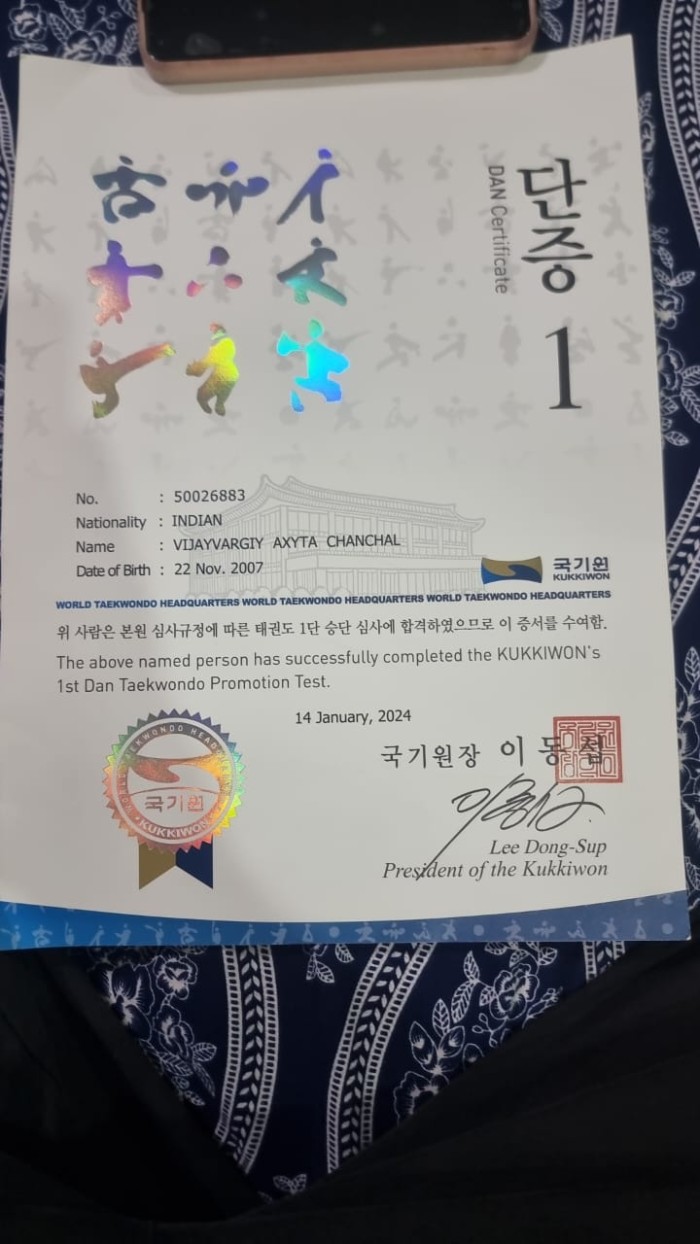 단증
DAN Certificate
1
No. : 50026883
Nationality : INDIAN
Name : VIJAYVARGIY AXYTA CHANCHAL
Date of Birth : 22 Nov. 2007
국기원
KUKKIWON
WORLD TAEKWONDO HEADQUARTERS WORLD TAEKWONDO HEADQUARTERS WORLD TAEKWONDO HEADQUARTERS
위 사람은 본원 심사규정에 따른 태권도 1단 승단 심사에 합격하였으므로 이 증서를 수여함.
The above named person has successfully completed the KUKKIWON's
1st Dan Taekwondo Promotion Test.
14 January, 2024
국기원장 이 동 섭
Lee Dong-Sup
President of the Kukkiwon
국기원
KUKKIWON